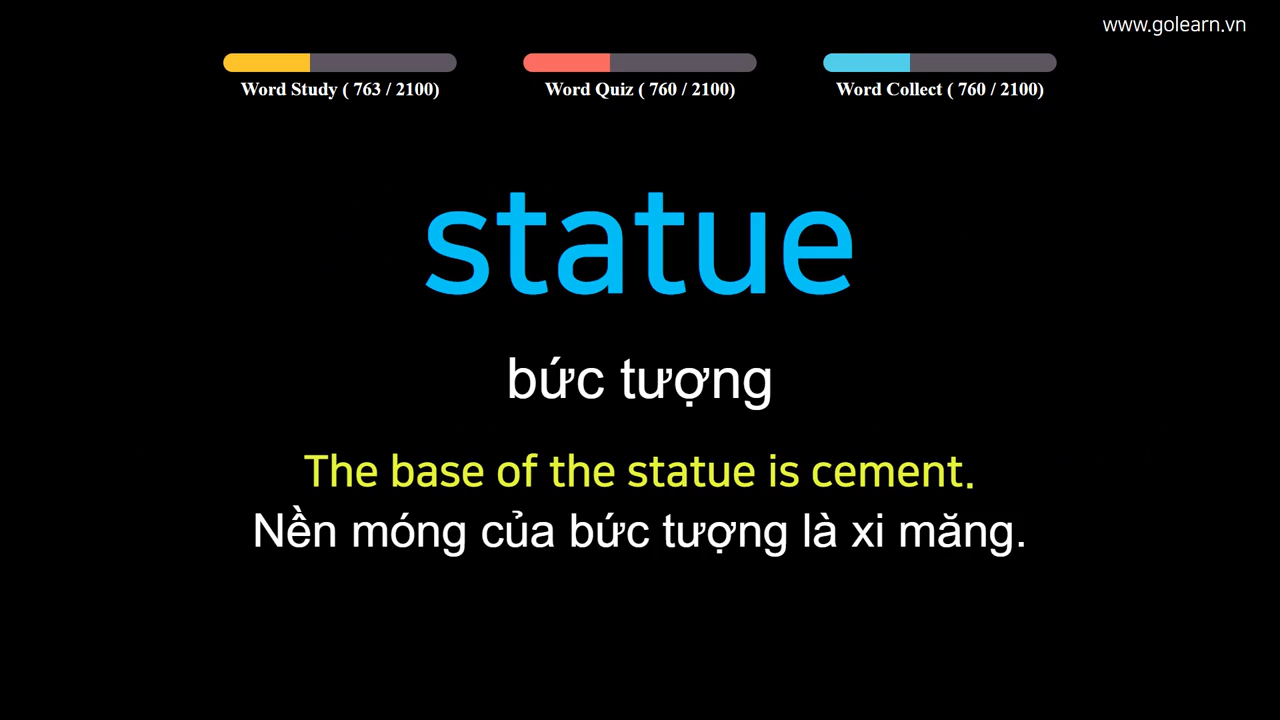 www.golearn.vn
Word Study ( 763 / 2100)
Word Quiz ( 760 / 2100)
Word Collect ( 760 / 2100)
statue
bức tượng
The base of the statue is cement.
Nền móng của bức tượng là xi măng.